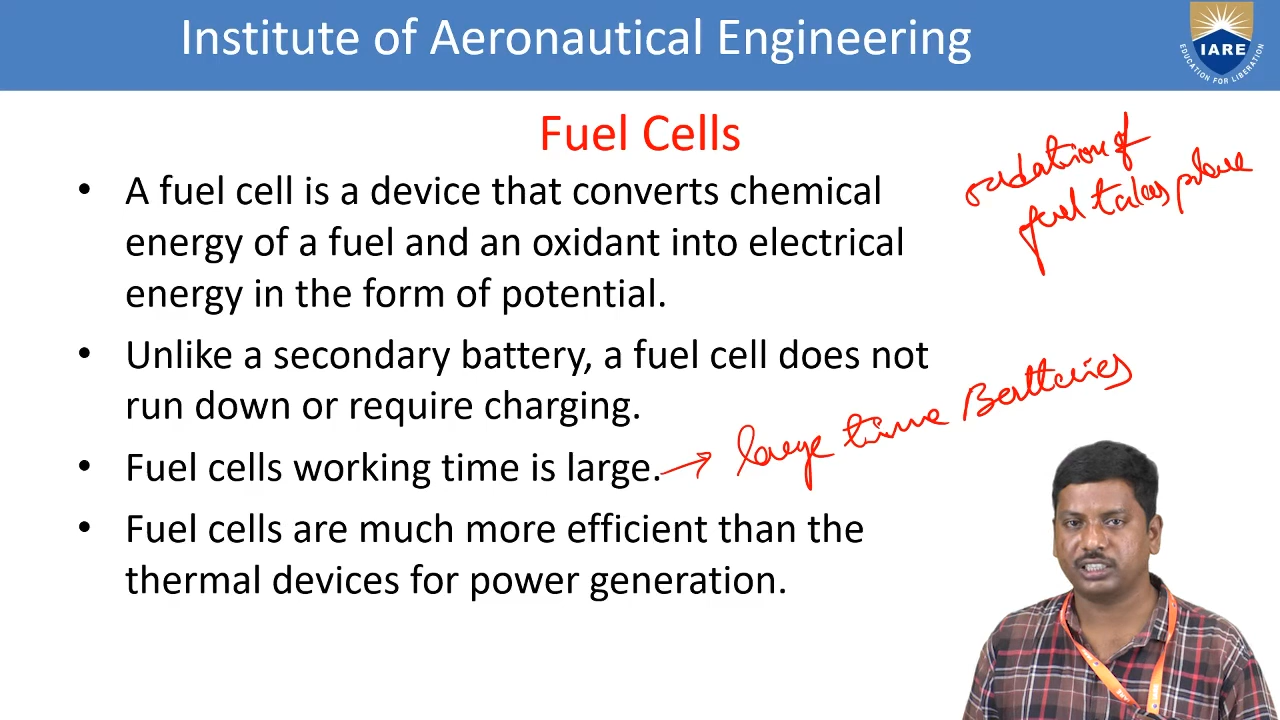 Institute of Aeronautical Engineering
IARE
EDUCATION FOR LIBERATION
Fuel Cells
• A fuel cell is a device that converts chemical
energy of a fuel and an oxidant into electrical
energy in the form of potential.
oxidation of
fuel takes place
• Unlike a secondary battery, a fuel cell does not
run down or require charging.
• Fuel cells working time is large. → large time Batteries
• Fuel cells are much more efficient than the
thermal devices for power generation.